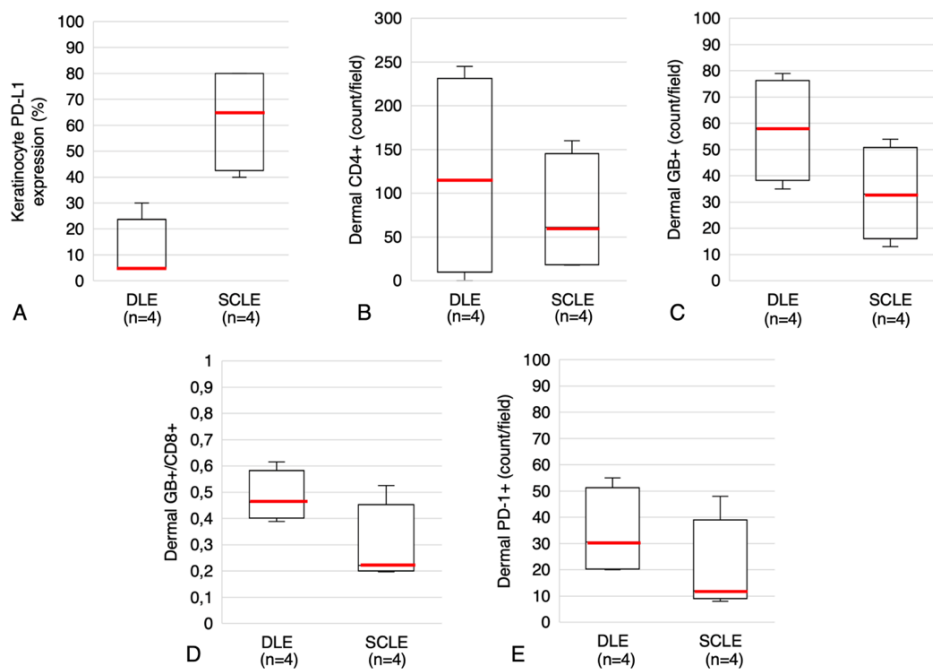 Keratinocyte PD-L1
expression (%)
100
90
80
70
60
50
40
30
20
10
0
DLE
(n=4)
SCLE
(n=4)
A
Dermal CD4+ (count/field)
300
250
200
150
100
50
0
DLE
(n=4)
SCLE
(n=4)
B
Dermal GB+ (count/field)
100
90
80
70
60
50
40
30
20
10
0
DLE
(n=4)
SCLE
(n=4)
C
Dermal GB+/CD8+
1
0,9
0,8
0,7
0,6
0,5
0,4
0,3
0,2
0,1
0
DLE
(n=4)
SCLE
(n=4)
D
Dermal PD-1+ (count/field)
100
90
80
70
60
50
40
30
20
10
0
DLE
(n=4)
SCLE
(n=4)
E